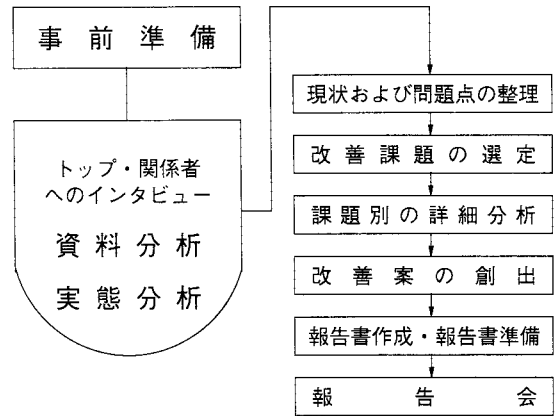 事前準備
トップ・関係者
へのインタビュー
資料分析
実態分析
現状および問題点の整理
改善課題の選定
課題別の詳細分析
改善案の創出
報告書作成・報告書準備
報告会